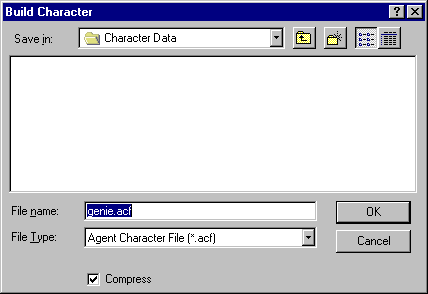 Build Character
Save in: Character Data
File name: genie.acf OK
File Type: Agent Character File (*.acf) Cancel
Compress